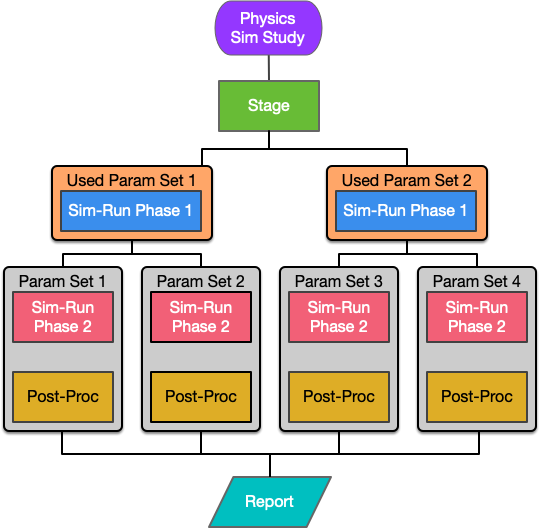 Physics
Sim Study
Stage
Used Param Set 1
Sim-Run Phase 1
Used Param Set 2
Sim-Run Phase 1
Param Set 1
Sim-Run
Phase 2
Post-Proc
Param Set 2
Sim-Run
Phase 2
Post-Proc
Param Set 3
Sim-Run
Phase 2
Post-Proc
Param Set 4
Sim-Run
Phase 2
Post-Proc
Report